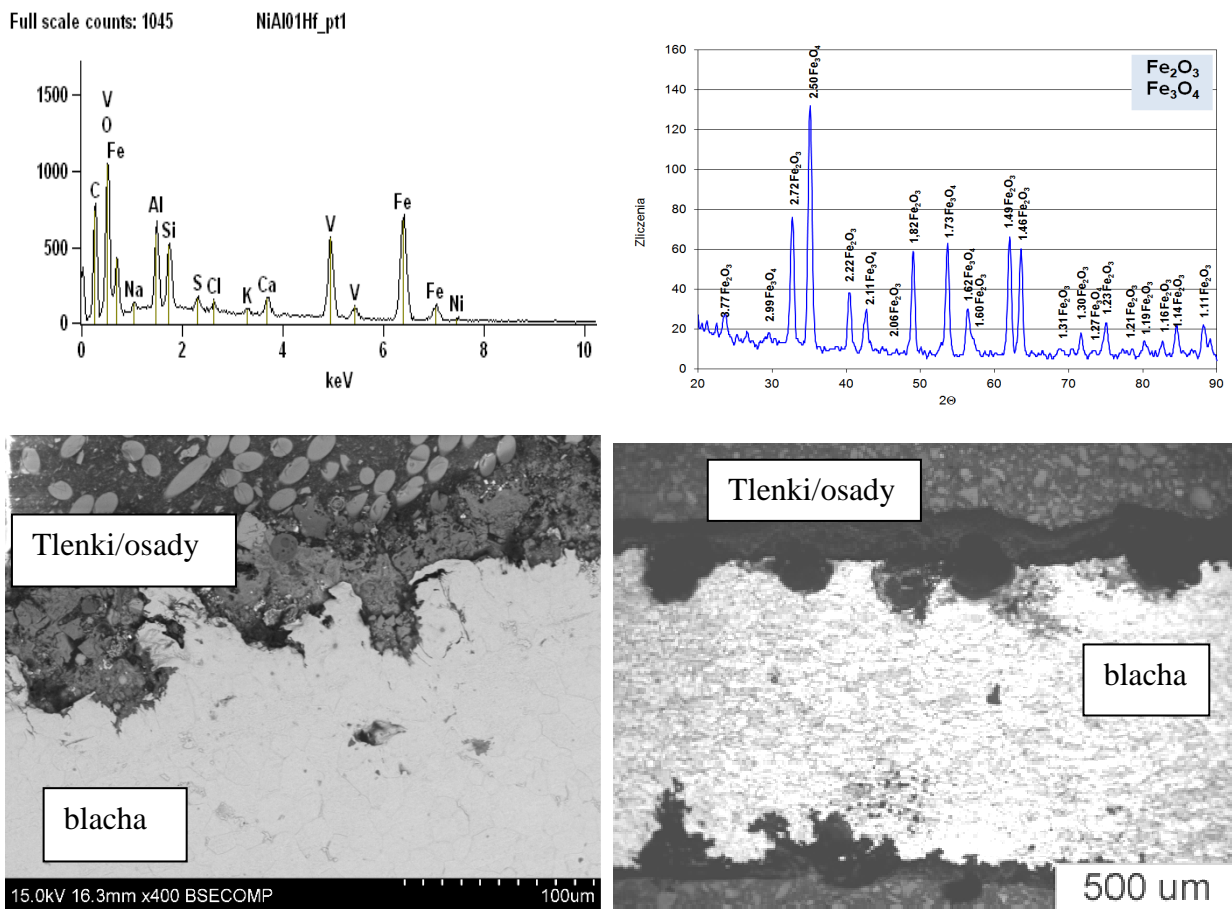 Full scale counts: 1045 NiAl01Hf_pt1
1500
1000
500
0
V
O
Fe
C
Na
Al
Si
S
Cl
K
Ca
V
V
Fe
Fe
Ni
0 2 4 6 8 10
keV
160
140
120
100
80
60
40
20
0
Zliczenia
Fe₂O₃
Fe₃O₄
3.77 Fe₂O₃
2.99 Fe₃O₄
2.72 Fe₂O₃
2.50 Fe₃O₄
2.22 Fe₂O₃
2.11 Fe₃O₄
2.06 Fe₂O₃
1,82 Fe₂O₃
1.73 Fe₃O₄
1.62 Fe₃O₄
1.60 Fe₂O₃
1.49 Fe₂O₃
1.46 Fe₂O₃
1.31 Fe₂O₃
1.30 Fe₂O₃
1.27 Fe₂O₃
1.23 Fe₂O₃
1.21 Fe₂O₃
1.19 Fe₂O₃
1.16 Fe₂O₃
1.14 Fe₂O₃
1.11 Fe₂O₃
20 30 40 50 60 70 80 90
2Θ
Tlenki/osady
blacha
15.0kV 16.3mm x400 BSECOMP 100um
Tlenki/osady
blacha
500 um